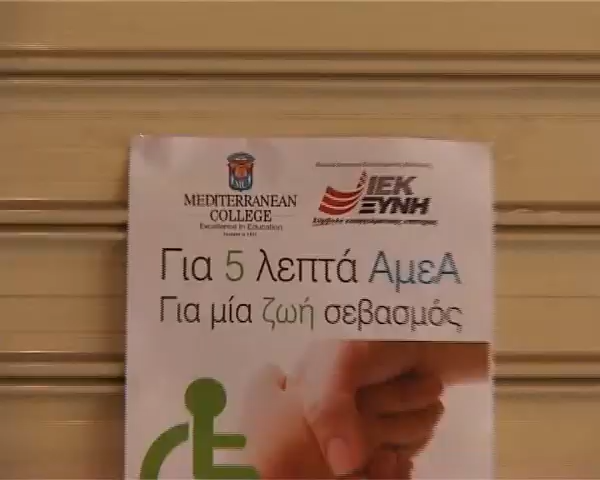 MEDITERRANEAN
COLLEGE
Excellence in Education
ΙΕΚ
ΞΥΝΗ
Για 5 λεπτά ΑμεΑ
Για μία ζωή σεβασμός